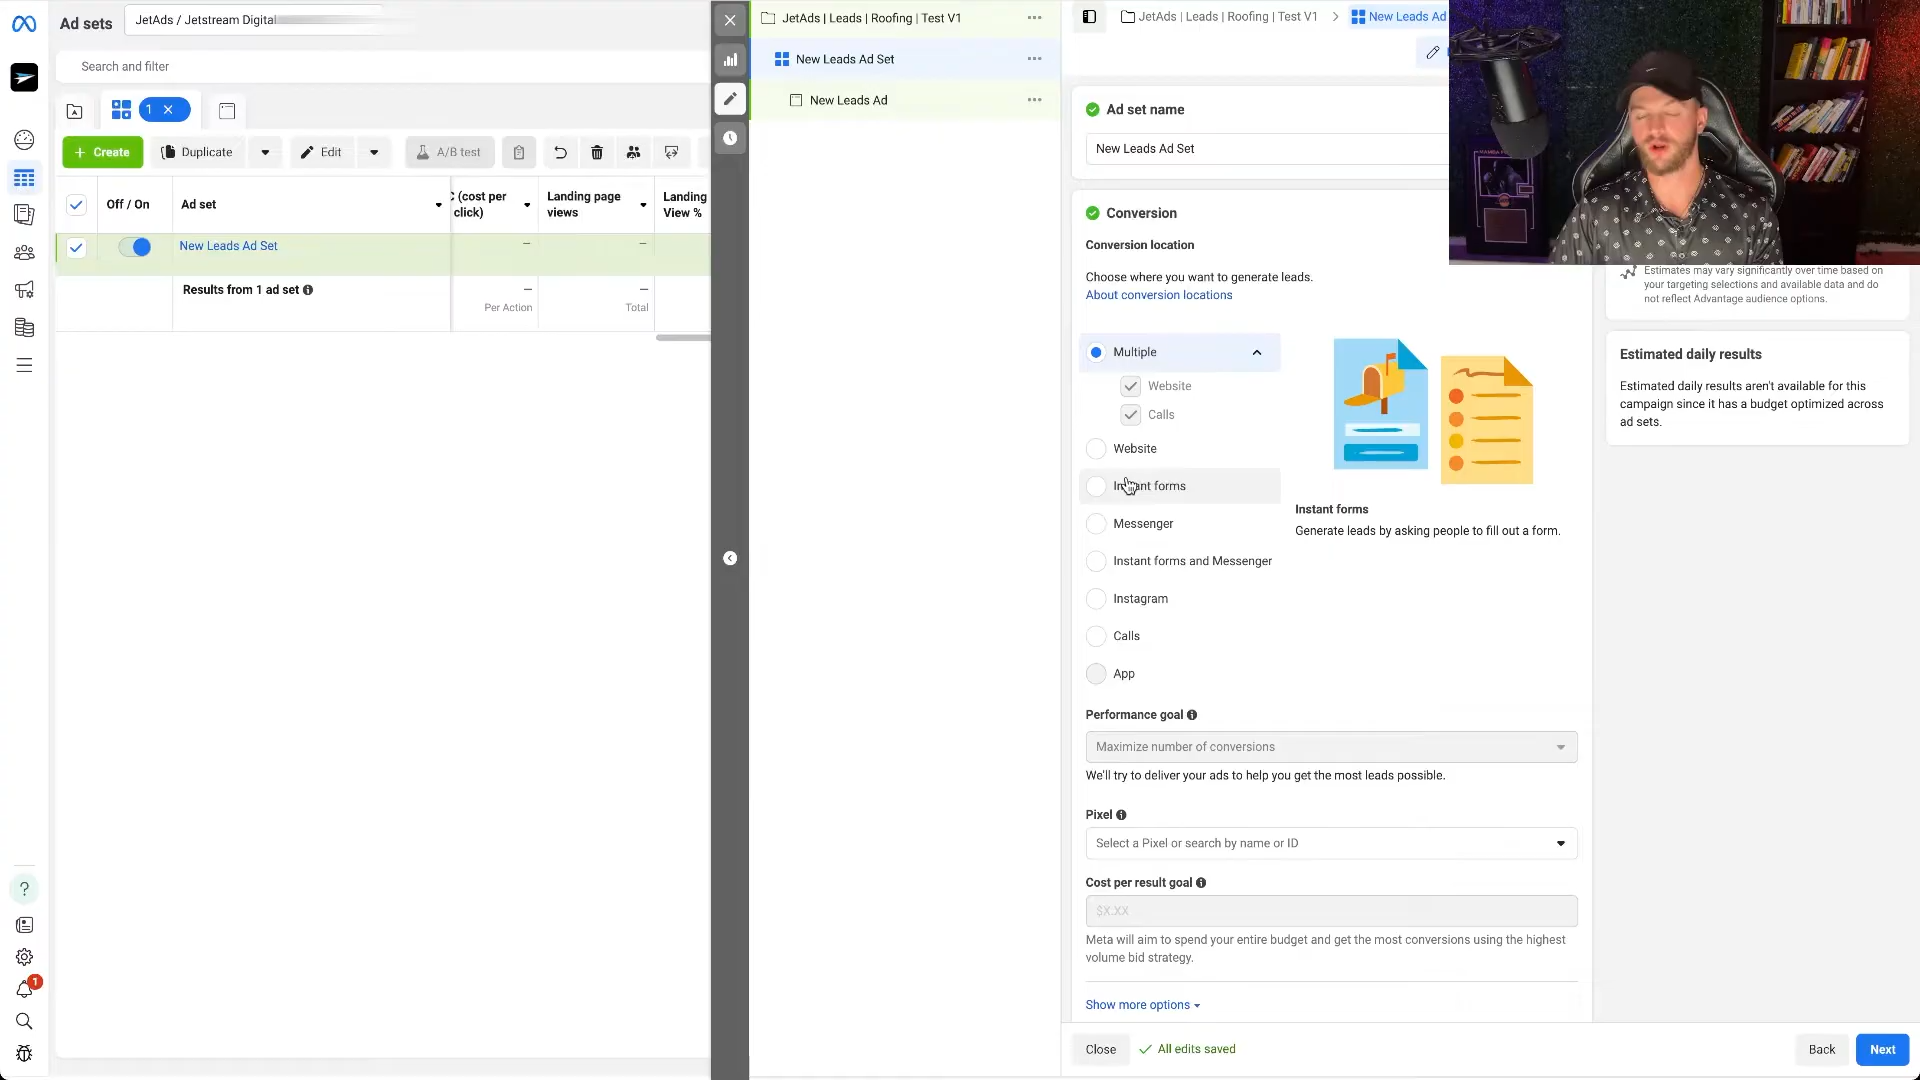 Ad sets
JetAds / Jetstream Digital
Search and filter
1
+ Create
Duplicate
Edit
A/B test
Off / On
Ad set
C (cost per
click)
Landing page
views
Landing
View %
New Leads Ad Set
–
–
Results from 1 ad set
–
–
Per Action
Total
?
1
JetAds | Leads | Roofing | Test V1
New Leads Ad Set
New Leads Ad
JetAds | Leads | Roofing | Test V1
New Leads Ad
Ad set name
New Leads Ad Set
Conversion
Conversion location
Choose where you want to generate leads.
About conversion locations
Multiple
Website
Calls
Website
Instant forms
Messenger
Instant forms and Messenger
Instagram
Calls
App
Instant forms
Generate leads by asking people to fill out a form.
Performance goal
Maximize number of conversions
We'll try to deliver your ads to help you get the most leads possible.
Pixel
Select a Pixel or search by name or ID
Cost per result goal
$X.XX
Meta will aim to spend your entire budget and get the most conversions using the highest
volume bid strategy.
Show more options
Close
All edits saved
Back
Next
Estimates may vary significantly over time based on
your targeting selections and available data and do
not reflect Advantage audience options.
Estimated daily results
Estimated daily results aren't available for this
campaign since it has a budget optimized across
ad sets.